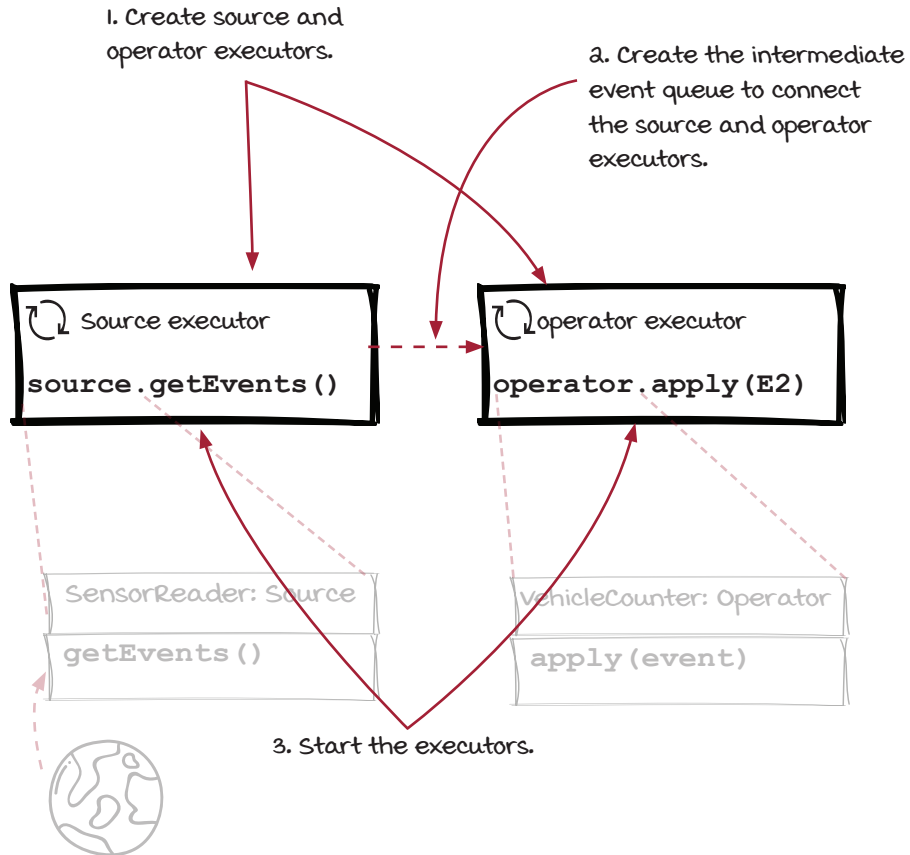 1. Create source and
operator executors.
2. Create the intermediate
event queue to connect
the source and operator
executors.
Source executor
source.getEvents()
operator executor
operator.apply(E2)
SensorReader: Source
getEvents()
VehicleCounter: Operator
apply(event)
3. Start the executors.